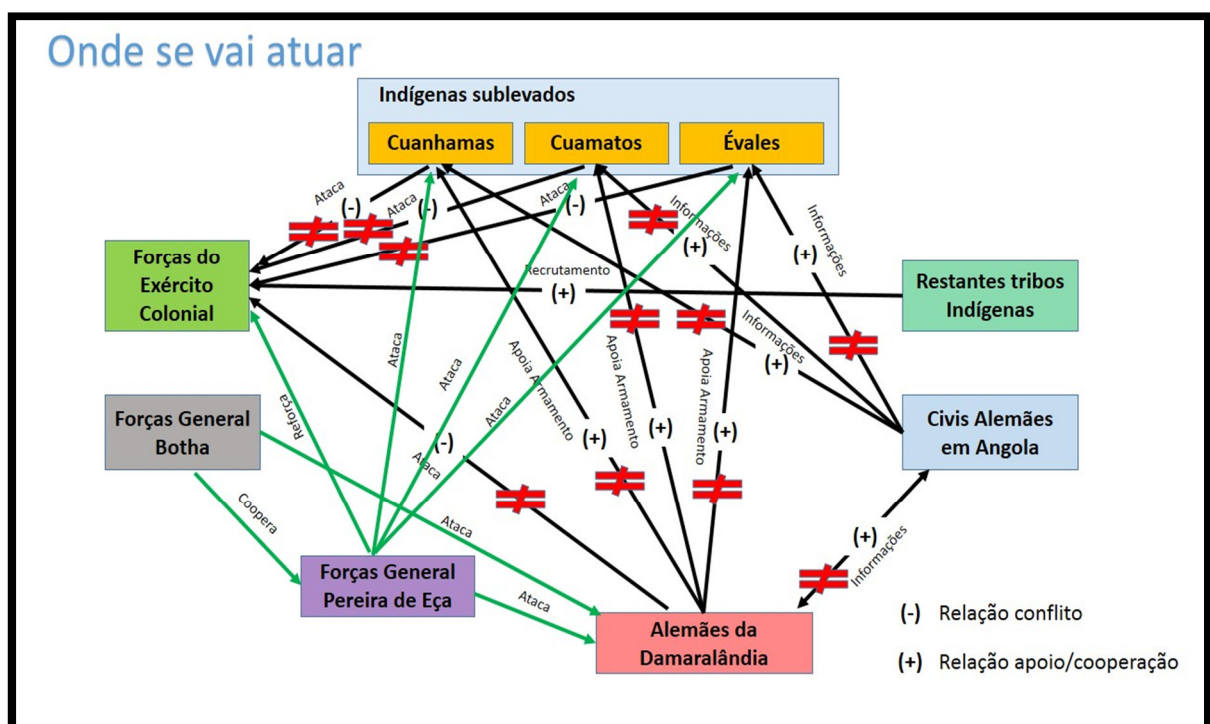 Onde se vai atuar
Indígenas sublevados
Cuanhamas
Cuamatos
Évales
Ataca
(-)
Ataca
(-)
Ataca
(-)
Informações
(+)
Informações
(+)
Forças do
Exército
Colonial
Recrutamento
(+)
Restantes tribos
Indígenas
Informações
(+)
Ataca
Ataca
Ataca
Apoia Armamento
(+)
Apoia Armamento
(+)
Apoia Armamento
(+)
Reforça
Forças General
Botha
(-)
Ataca
Civis Alemães
em Angola
Coopera
Ataca
(+)
Informações
Forças General
Pereira de Eça
Ataca
Alemães da
Damaralândia
(-) Relação conflito
(+) Relação apoio/cooperação